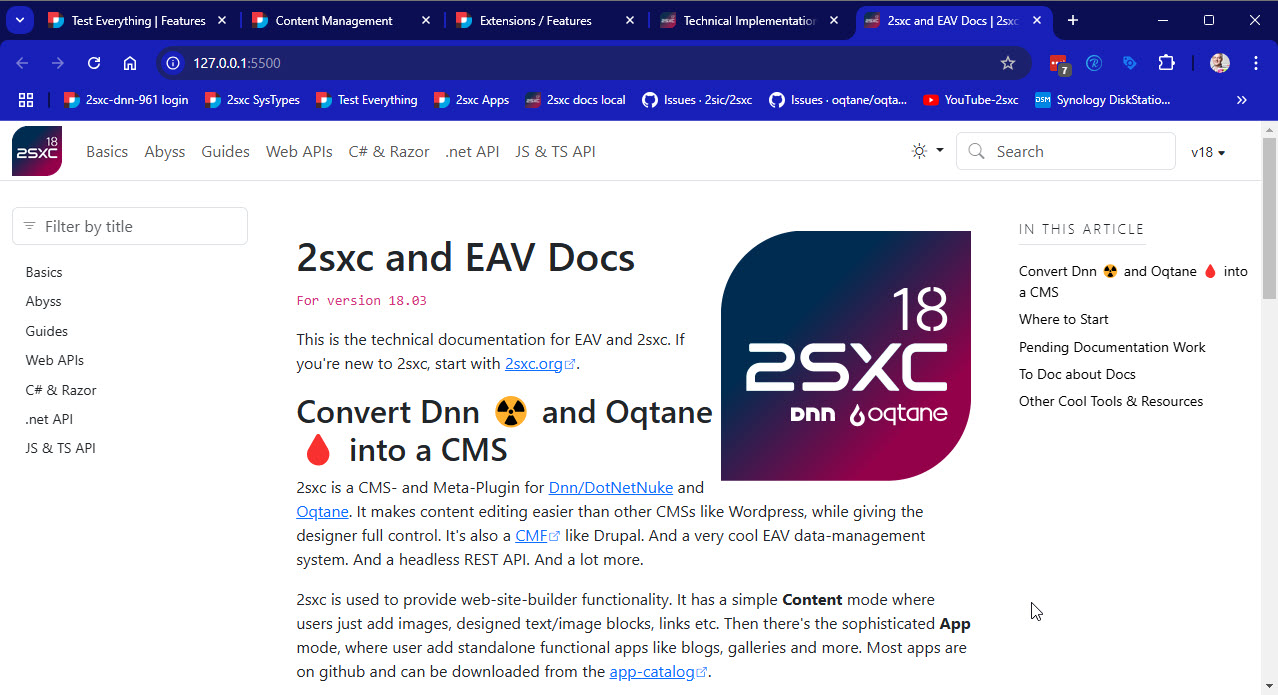 Test Everything | Features
Content Management
Extensions / Features
Technical Implementation
2sxc and EAV Docs | 2sxc
127.0.0.1:5500
7
2sxc-dnn-961 login
2sxc SysTypes
Test Everything
2sxc Apps
2sxc docs local
Issues · 2sic/2sxc
Issues · oqtane/oqta...
YouTube-2sxc
DSM
Synology DiskStatio...
18
2SXC
Basics
Abyss
Guides
Web APIs
C# & Razor
.net API
JS & TS API
Search
v18
Filter by title
Basics
Abyss
Guides
Web APIs
C# & Razor
.net API
JS & TS API
2sxc and EAV Docs
For version 18.03
This is the technical documentation for EAV and 2sxc. If
you're new to 2sxc, start with 2sxc.org.
18
2SXC
Dnn oqtane
Convert Dnn ☢️ and Oqtane
🩸 into a CMS
2sxc is a CMS- and Meta-Plugin for Dnn/DotNetNuke and
Oqtane. It makes content editing easier than other CMSs like Wordpress, while giving the
designer full control. It's also a CMF like Drupal. And a very cool EAV data-management
system. And a headless REST API. And a lot more.
2sxc is used to provide web-site-builder functionality. It has a simple Content mode where
users just add images, designed text/image blocks, links etc. Then there's the sophisticated App
mode, where user add standalone functional apps like blogs, galleries and more. Most apps are
on github and can be downloaded from the app-catalog.
IN THIS ARTICLE
Convert Dnn ☢️ and Oqtane 🩸 into
a CMS
Where to Start
Pending Documentation Work
To Doc about Docs
Other Cool Tools & Resources